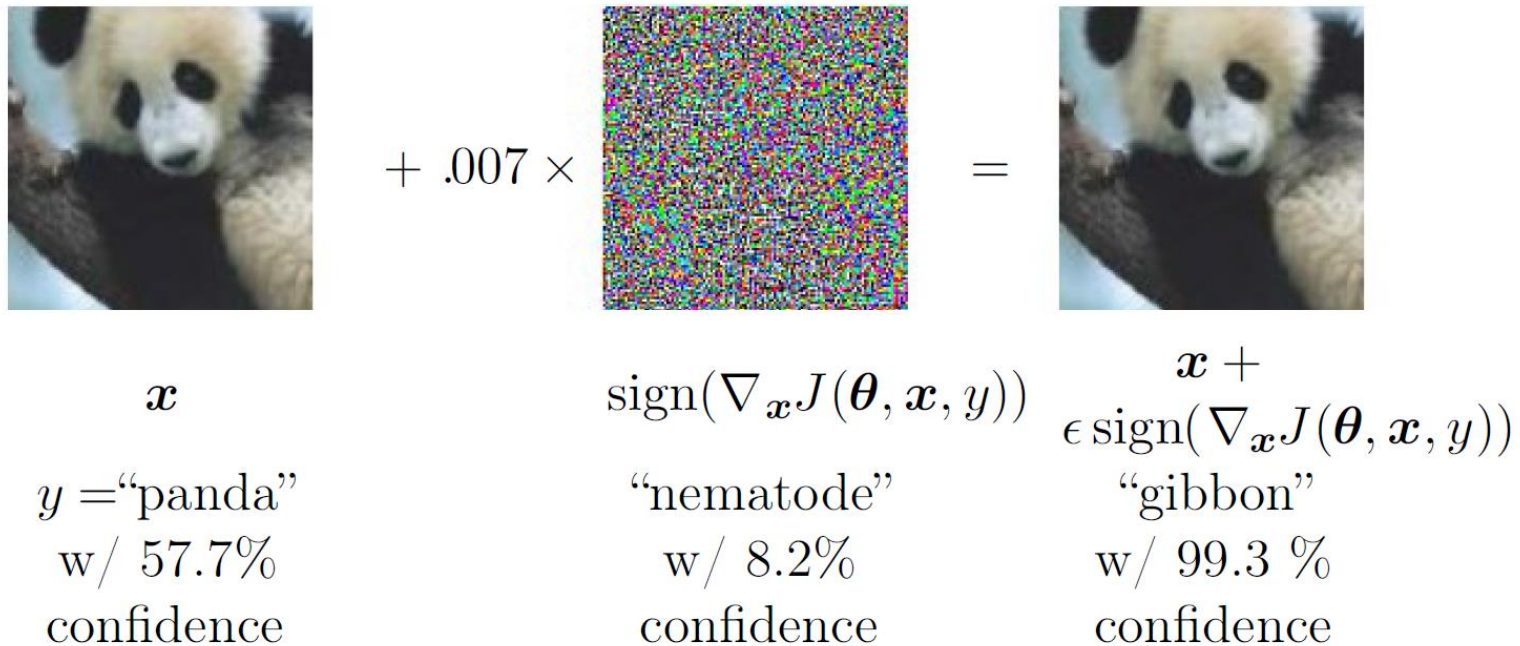 + .007 ×
=
x
y =“panda”
w/ 57.7%
confidence
sign(∇ₓJ(θ, x, y))
“nematode”
w/ 8.2%
confidence
x +
ϵ sign(∇ₓJ(θ, x, y))
“gibbon”
w/ 99.3 %
confidence